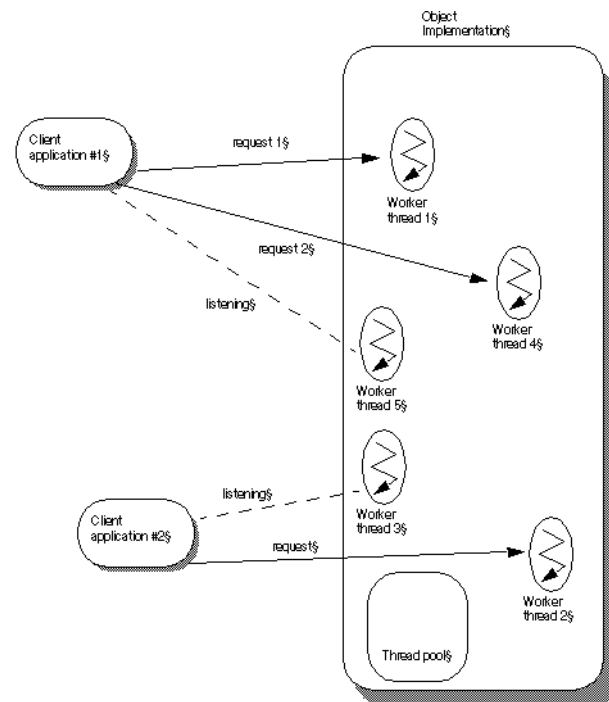 Object
Implementation§
Client
application #1§
request 1§
Worker
thread 1§
request 2§
Worker
thread 4§
listening§
Worker
thread 5§
listening§
Worker
thread 3§
Client
application #2§
request§
Worker
thread 2§
Thread pool§